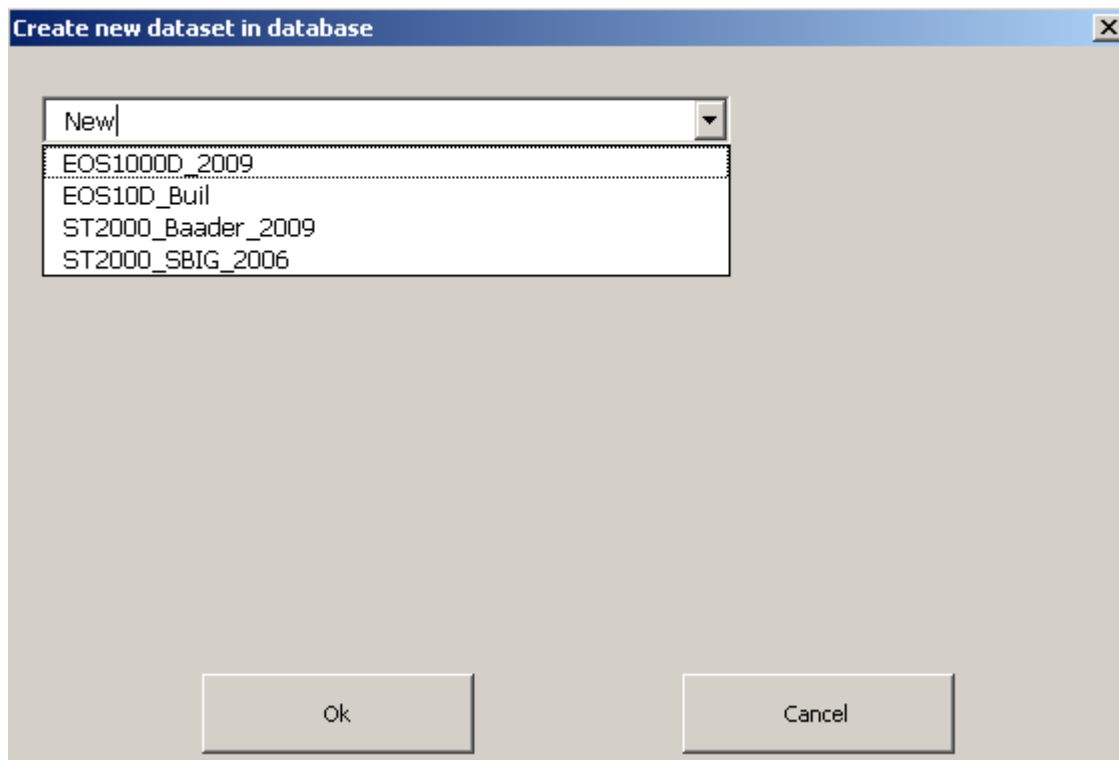 Create new dataset in database
New
EOS1000D_2009
EOS10D_Buil
ST2000_Baader_2009
ST2000_SBIG_2006
Ok
Cancel